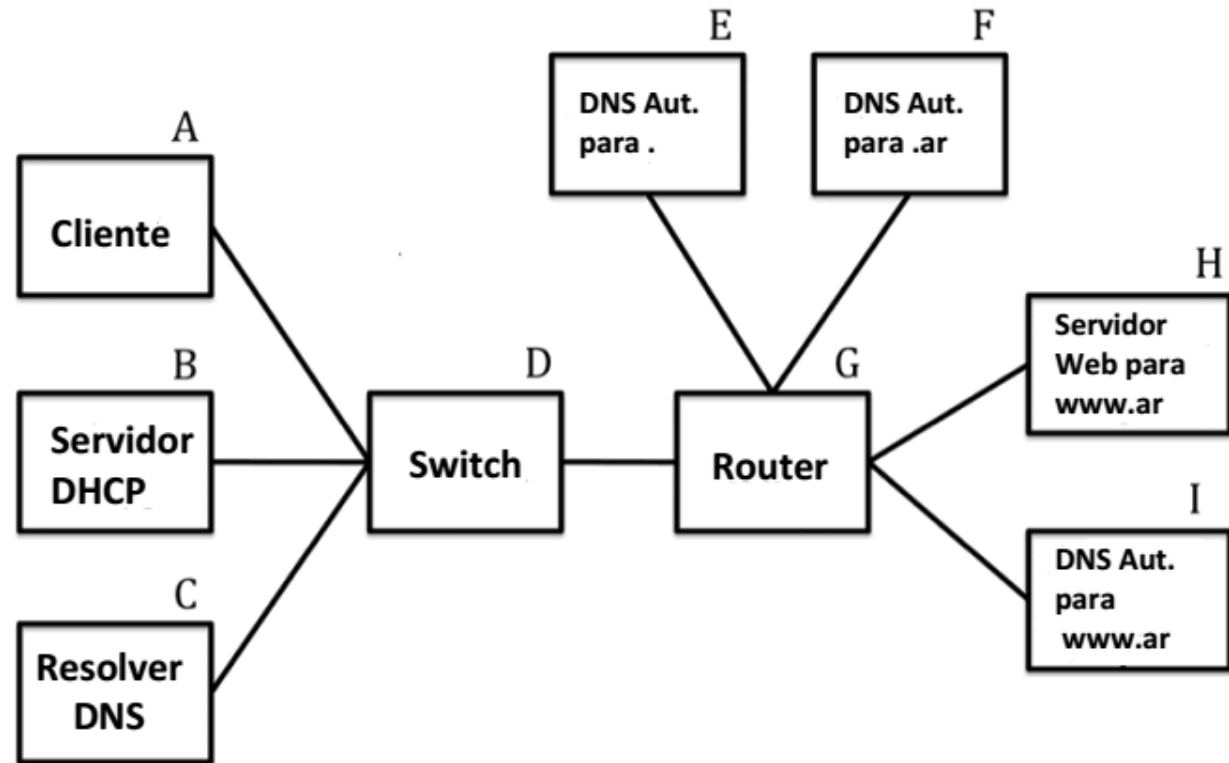 E
DNS Aut.
para .
F
DNS Aut.
para .ar
A
Cliente
B
Servidor
DHCP
C
Resolver
DNS
D
Switch
G
Router
H
Servidor
Web para
www.ar
I
DNS Aut.
para
www.ar